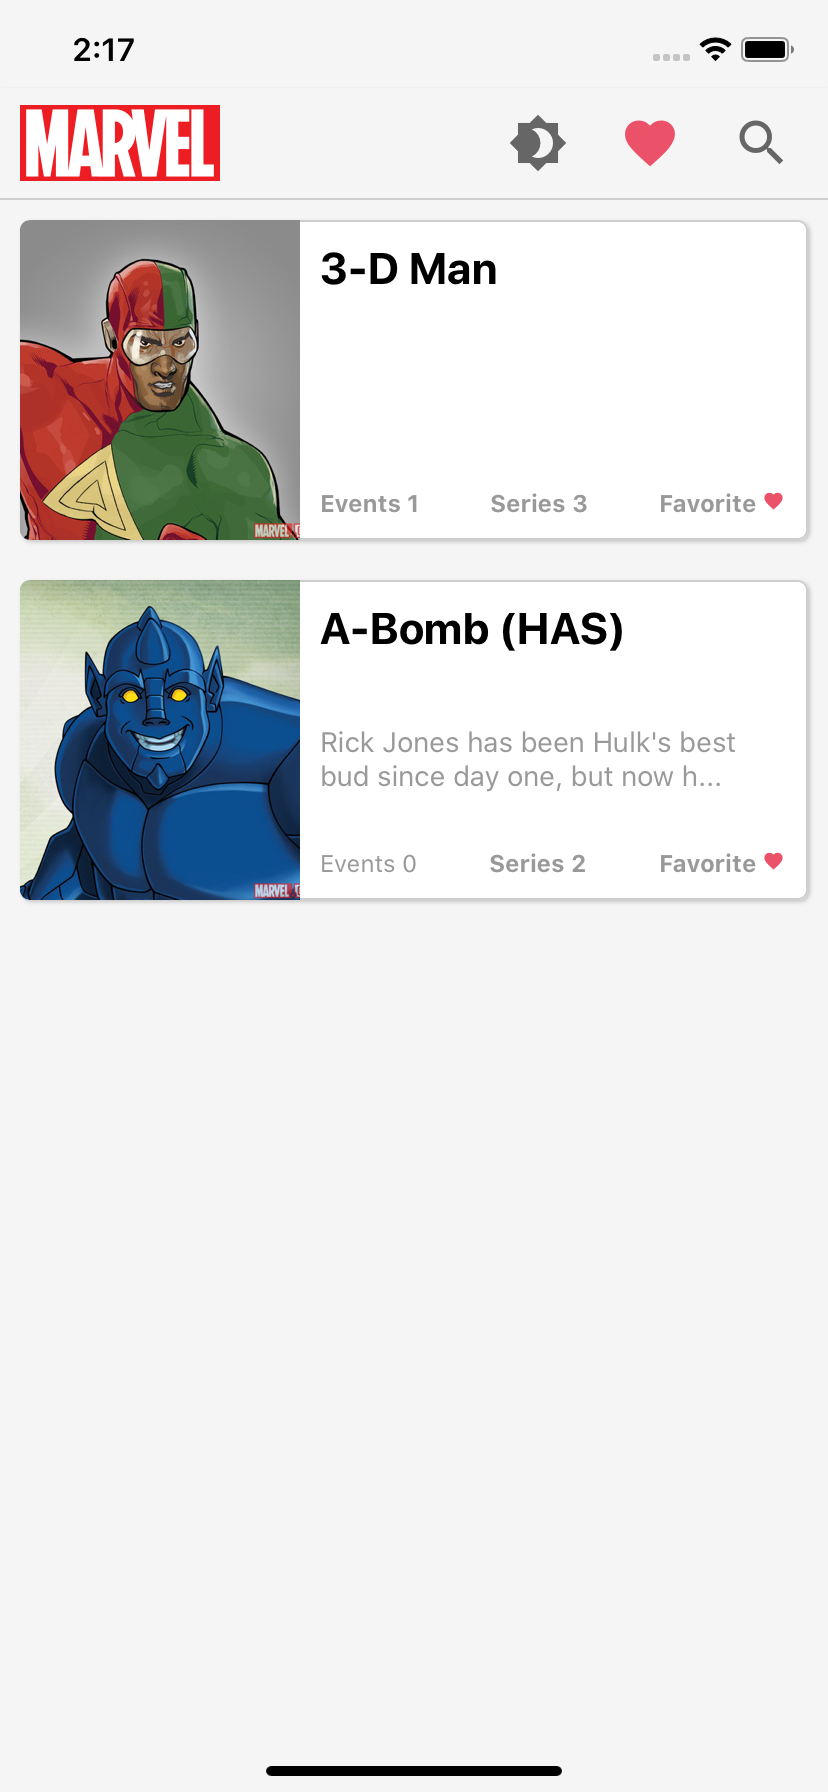 2:17
MARVEL
3-D Man
Events 1 Series 3 Favorite
MARVEL
A-Bomb (HAS)
Rick Jones has been Hulk's best
bud since day one, but now h...
Events 0 Series 2 Favorite
MARVEL